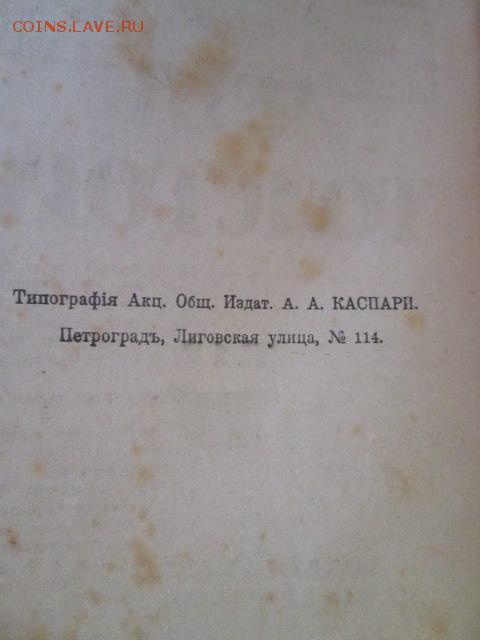 COINS.LAVE.RU
Типографія Акц. Общ. Издат. А. А. КАСПАРИ.
Петроградъ, Лиговская улица, № 114.